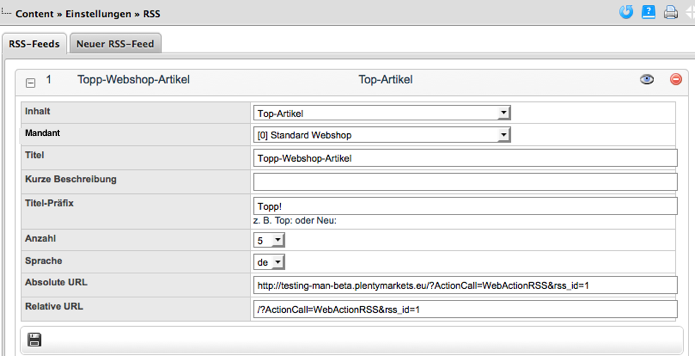 Content » Einstellungen » RSS
RSS-Feeds Neuer RSS-Feed
1 Topp-Webshop-Artikel Top-Artikel
Inhalt Top-Artikel
Mandant [0] Standard Webshop
Titel Topp-Webshop-Artikel
Kurze Beschreibung
Titel-Präfix Topp!
z. B. Top: oder Neu:
Anzahl 5
Sprache de
Absolute URL http://testing-man-beta.plentymarkets.eu/?ActionCall=WebActionRSS&rss_id=1
Relative URL /?ActionCall=WebActionRSS&rss_id=1